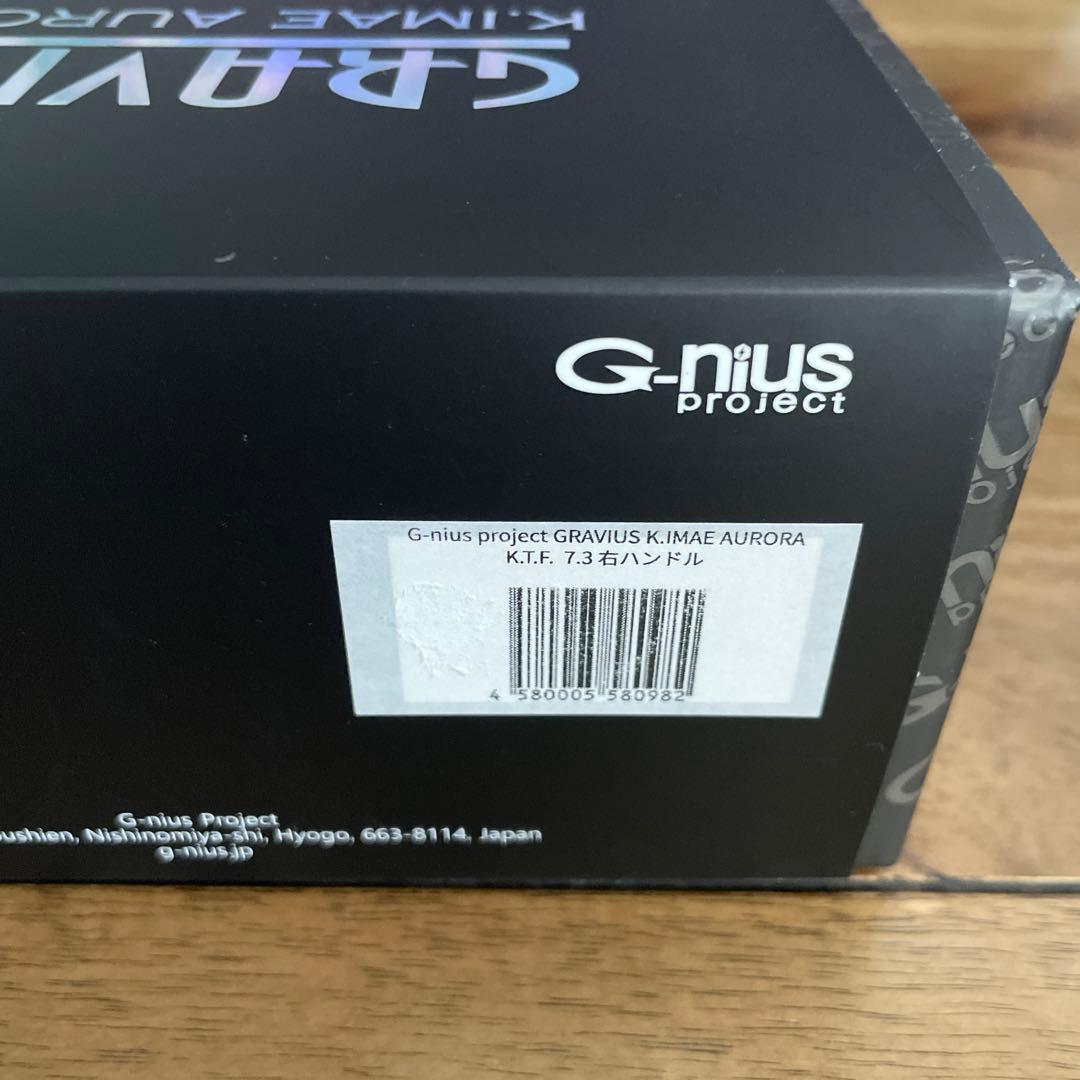 K.IMAE AURO
GRAVI
G-nius
project
G-nius project GRAVIUS K.IMAE AURORA
K.T.F. 7.3 右ハンドル
4 580005 580982
G-nius Project
Nishinomiya-shi, Hyogo, 663-8114, Japan
g-nius.jp